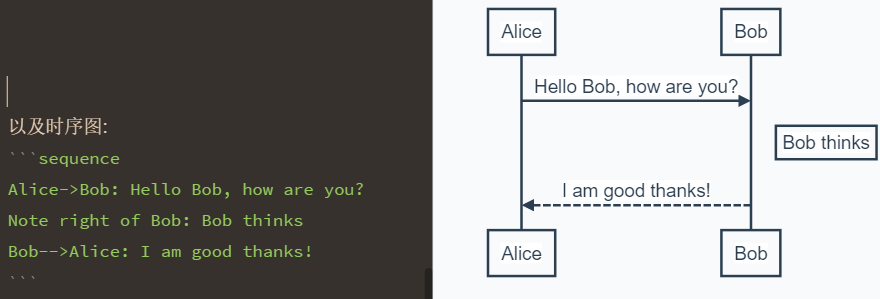 以及时序图:
```sequence
Alice->Bob: Hello Bob, how are you?
Note right of Bob: Bob thinks
Bob-->Alice: I am good thanks!
```
Alice
Bob
Hello Bob, how are you?
Bob thinks
I am good thanks!
Alice
Bob